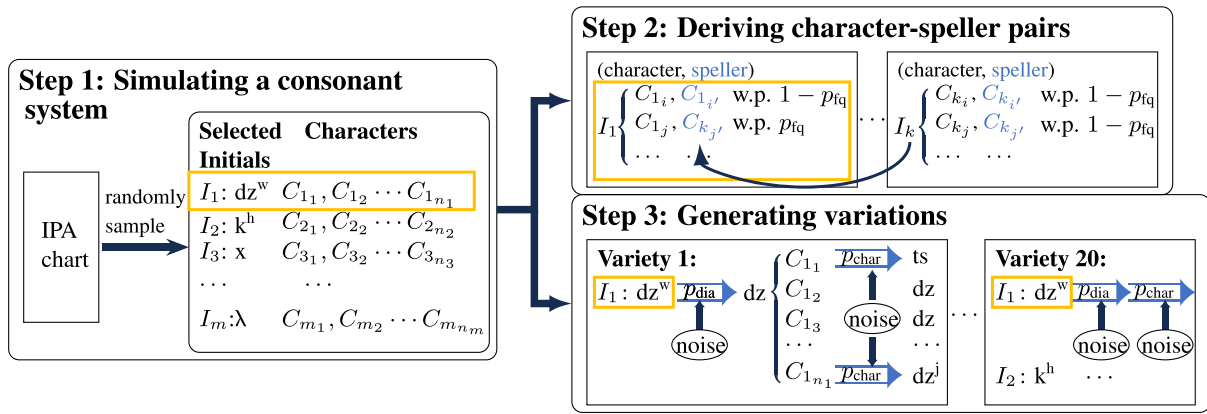 Step 1: Simulating a consonant
system
Selected Characters
Initials
IPA
chart
randomly
sample
I₁: dzʷ C₁₁, C₁₂ ⋯ C₁ₙ₁
I₂: kʰ C₂₁, C₂₂ ⋯ C₂ₙ₂
I₃: x C₃₁, C₃₂ ⋯ C₃ₙ₃
⋯ ⋯
Iₘ:λ Cₘ₁, Cₘ₂ ⋯ Cₘₙₘ
Step 2: Deriving character-speller pairs
(character, speller)
I₁ { C₁ᵢ, C₁ᵢ′ w.p. 1 − p_fq
C₁ⱼ, Cₖⱼ′ w.p. p_fq
⋯ ⋯
⋯
(character, speller)
Iₖ { Cₖᵢ, Cₖᵢ′ w.p. 1 − p_fq
Cₖⱼ, Cₖⱼ′ w.p. 1 − p_fq
⋯ ⋯
Step 3: Generating variations
Variety 1:
I₁ : dzʷ p_dia dz {
noise
C₁₁ p_char ts
C₁₂ dz
C₁₃ noise dz
⋯ ⋯
C₁ₙ₁ p_char dzʲ
⋯
Variety 20:
I₁ : dzʷ p_dia p_char
noise noise
I₂ : kʰ ⋯